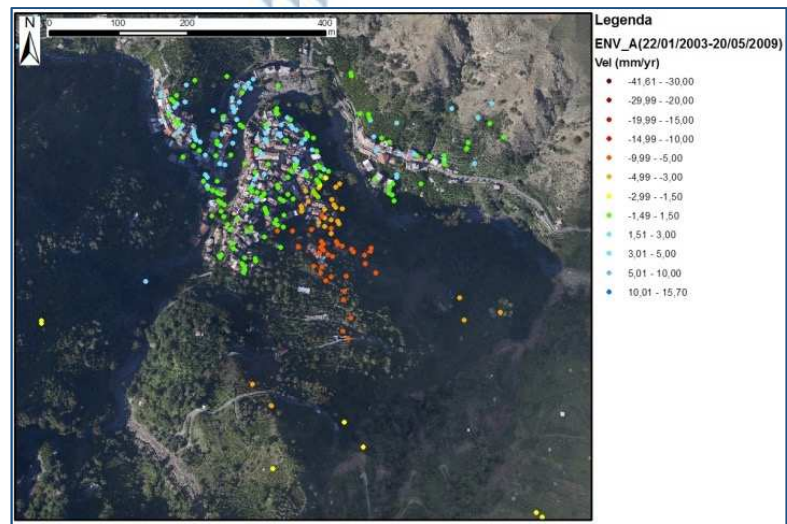 0 100 200 400
m
N
Legenda
ENV_A(22/01/2003-20/05/2009)
Vel (mm/yr)
-41,61 - -30,00
-29,99 - -20,00
-19,99 - -15,00
-14,99 - -10,00
-9,99 - -5,00
-4,99 - -3,00
-2,99 - -1,50
-1,49 - 1,50
1,51 - 3,00
3,01 - 5,00
5,01 - 10,00
10,01 - 15,70